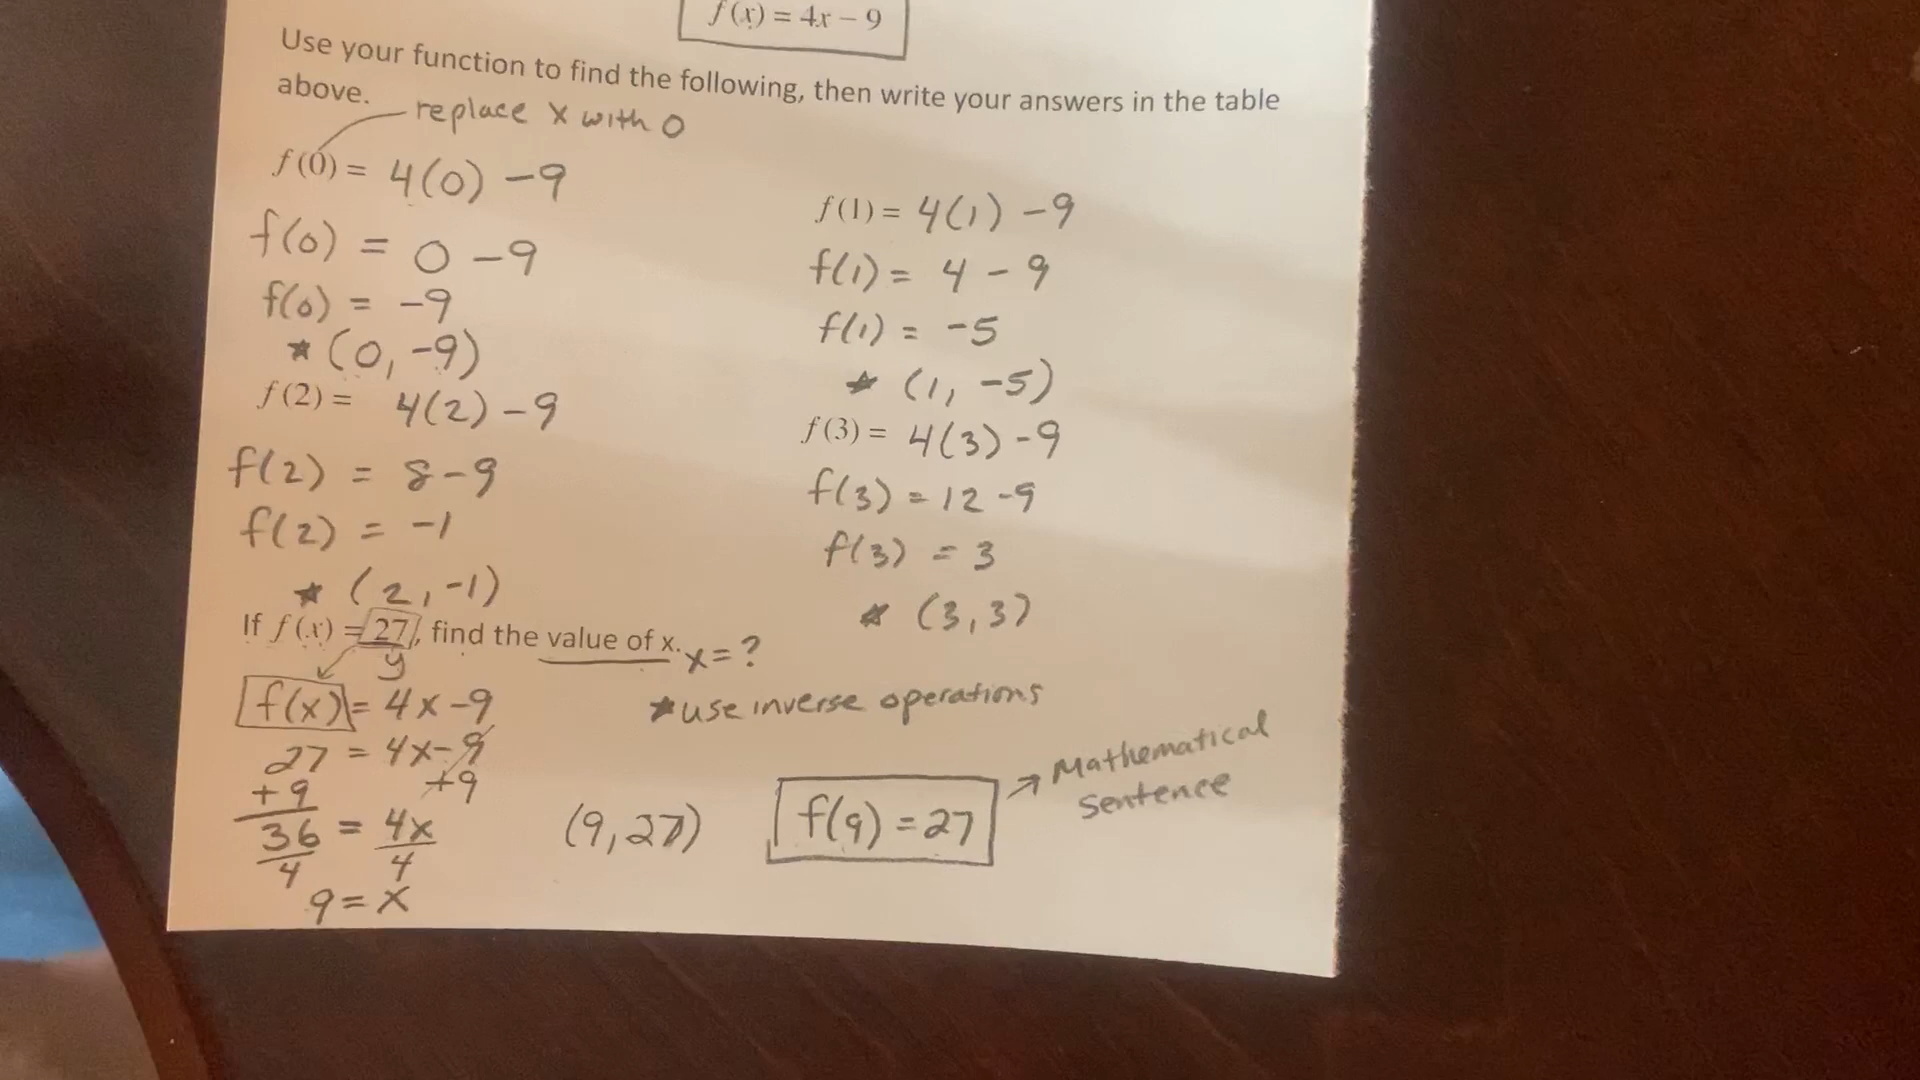 f(x) = 4x − 9
Use your function to find the following, then write your answers in the table
above.
replace x with 0
f(0) = 4(0) −9
f(0) = 0 −9
f(0) = −9
* (0, −9)
f(1) = 4(1) −9
f(1) = 4 − 9
f(1) = −5
* (1, −5)
f(2) = 4(2) −9
f(2) = 8−9
f(2) = −1
* (2, −1)
f(3) = 4(3) −9
f(3) = 12 −9
f(3) = 3
* (3, 3)
If f(x) = 27, find the value of x. x = ?
y
f(x) = 4x −9
* use inverse operations
27 = 4x−9
+9 +9
36 = 4x
4 4
9 = x
(9, 27)
f(9) = 27
Mathematical
Sentence